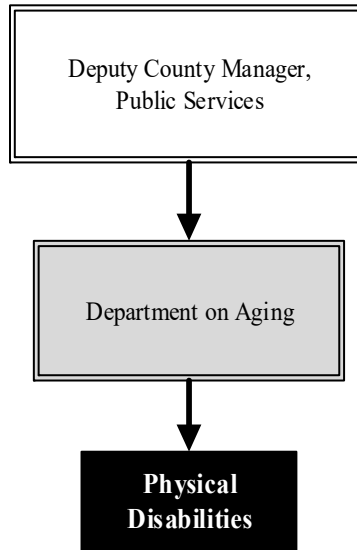 Deputy County Manager,
Public Services
Department on Aging
Physical
Disabilities